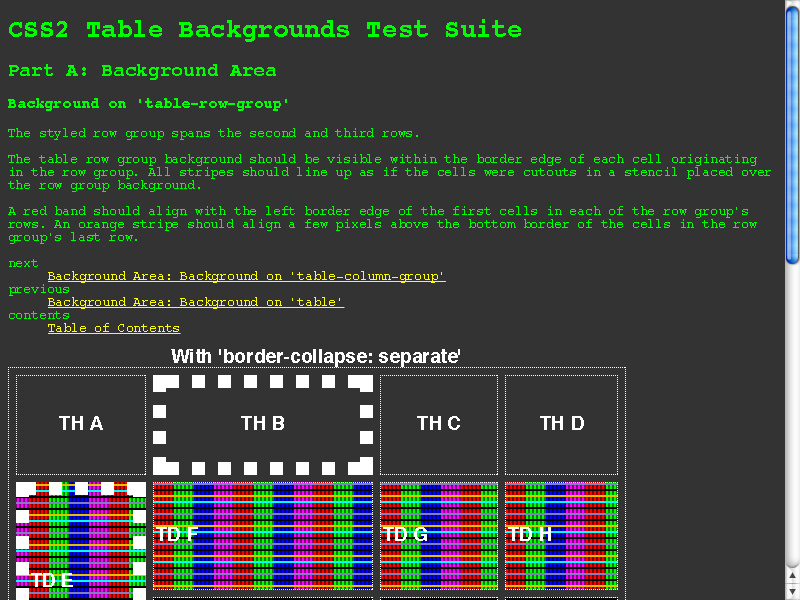 CSS2 Table Backgrounds Test Suite
Part A: Background Area
Background on 'table-row-group'
The styled row group spans the second and third rows.
The table row group background should be visible within the border edge of each cell originating
in the row group. All stripes should line up as if the cells were cutouts in a stencil placed over
the row group background.
A red band should align with the left border edge of the first cells in each of the row group's
rows. An orange stripe should align a few pixels above the bottom border of the cells in the row
group's last row.
next
Background Area: Background on 'table-column-group'
previous
Background Area: Background on 'table'
contents
Table of Contents
With 'border-collapse: separate'
TH A TH B TH C TH D
TD E TD F TD G TD H